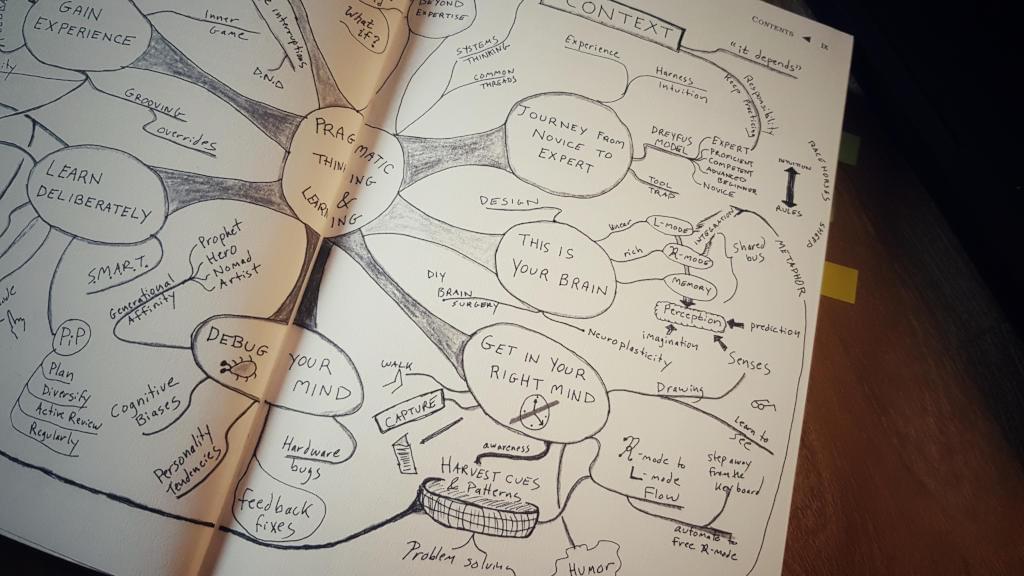 GAIN
EXPERIENCE
Inner
Game
interruptions
D.N.D
What
if?
BEYOND
EXPERTISE
SYSTEMS
THINKING
COMMON
THREADS
CONTEXT
"it depends"
CONTENTS ◀ ix
Experience
Harness
Intuition
Responsibility
Keep Practicing
JOURNEY FROM
NOVICE TO
EXPERT
DREYFUS
MODEL
EXPERT
PROFICIENT
COMPETENT
ADVANCED
BEGINNER
NOVICE
TOOL
TRAP
INTUITION
RULES
RACEHORSES
SHEEP
GROOVING
overrides
PRAGMATIC
THINKING
&
LEARNING
LEARN
DELIBERATELY
S.M.A.R.T.
PiP
Plan
Diversify
Active Review
Regularly
Generational
Affinity
Prophet
Hero
Nomad
Artist
DEBUG
YOUR
MIND
Cognitive
Biases
Personality
Tendencies
Hardware
bugs
feedback
fixes
DESIGN
THIS IS
YOUR BRAIN
linear
L-MODE
rich
R-MODE
INTEGRATION
MEMORY
shared
bus
METAPHOR
Perception
prediction
imagination
Senses
DIY
BRAIN
SURGERY
Neuroplasticity
GET IN YOUR
RIGHT MIND
WALK
CAPTURE
awareness
HARVEST CUES
& Patterns
Problem solving
HUMOR
Drawing
Learn to
see
R-mode to
L-mode
Flow
step away
from the
keyboard
automate to
free R-mode